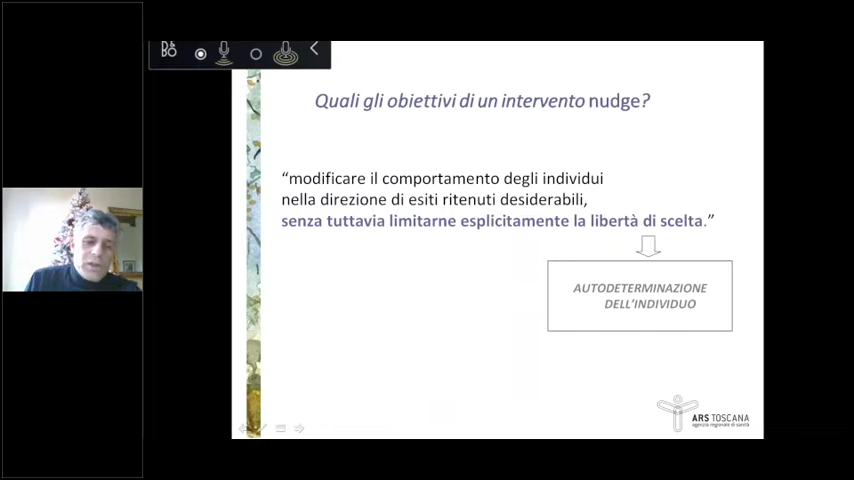 D&BO
Quali gli obiettivi di un intervento nudge?
“modificare il comportamento degli individui
nella direzione di esiti ritenuti desiderabili,
senza tuttavia limitarne esplicitamente la libertà di scelta.”
AUTODETERMINAZIONE
DELL’INDIVIDUO
ARS TOSCANA
agenzia regionale di sanità